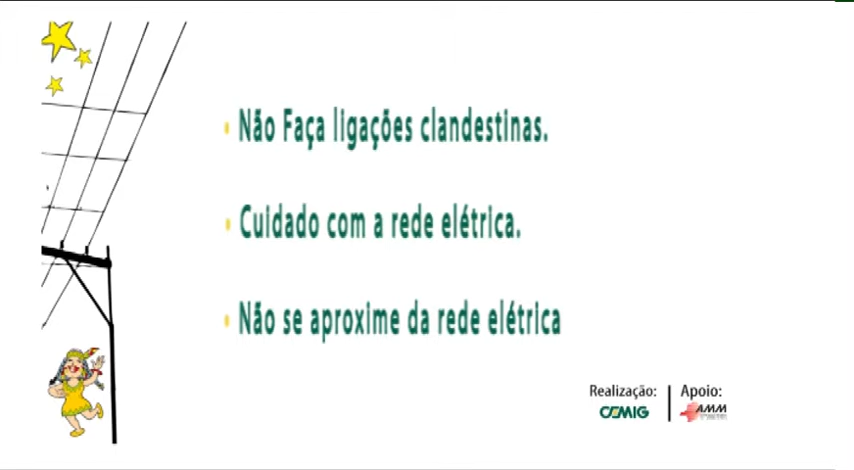 Não Faça ligações clandestinas.
Cuidado com a rede elétrica.
Não se aproxime da rede elétrica
Realização: Apoio:
CEMIG AMM